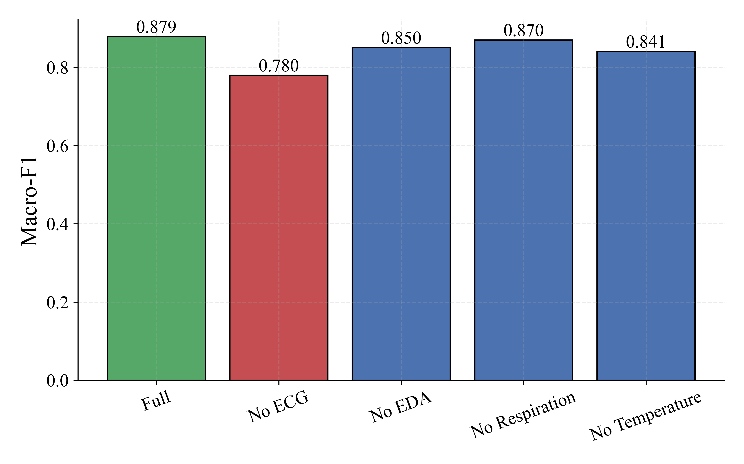 0.879
0.780
0.850
0.870
0.841
Macro-F1
0.8
0.6
0.4
0.2
0.0
Full
No ECG
No EDA
No Respiration
No Temperature